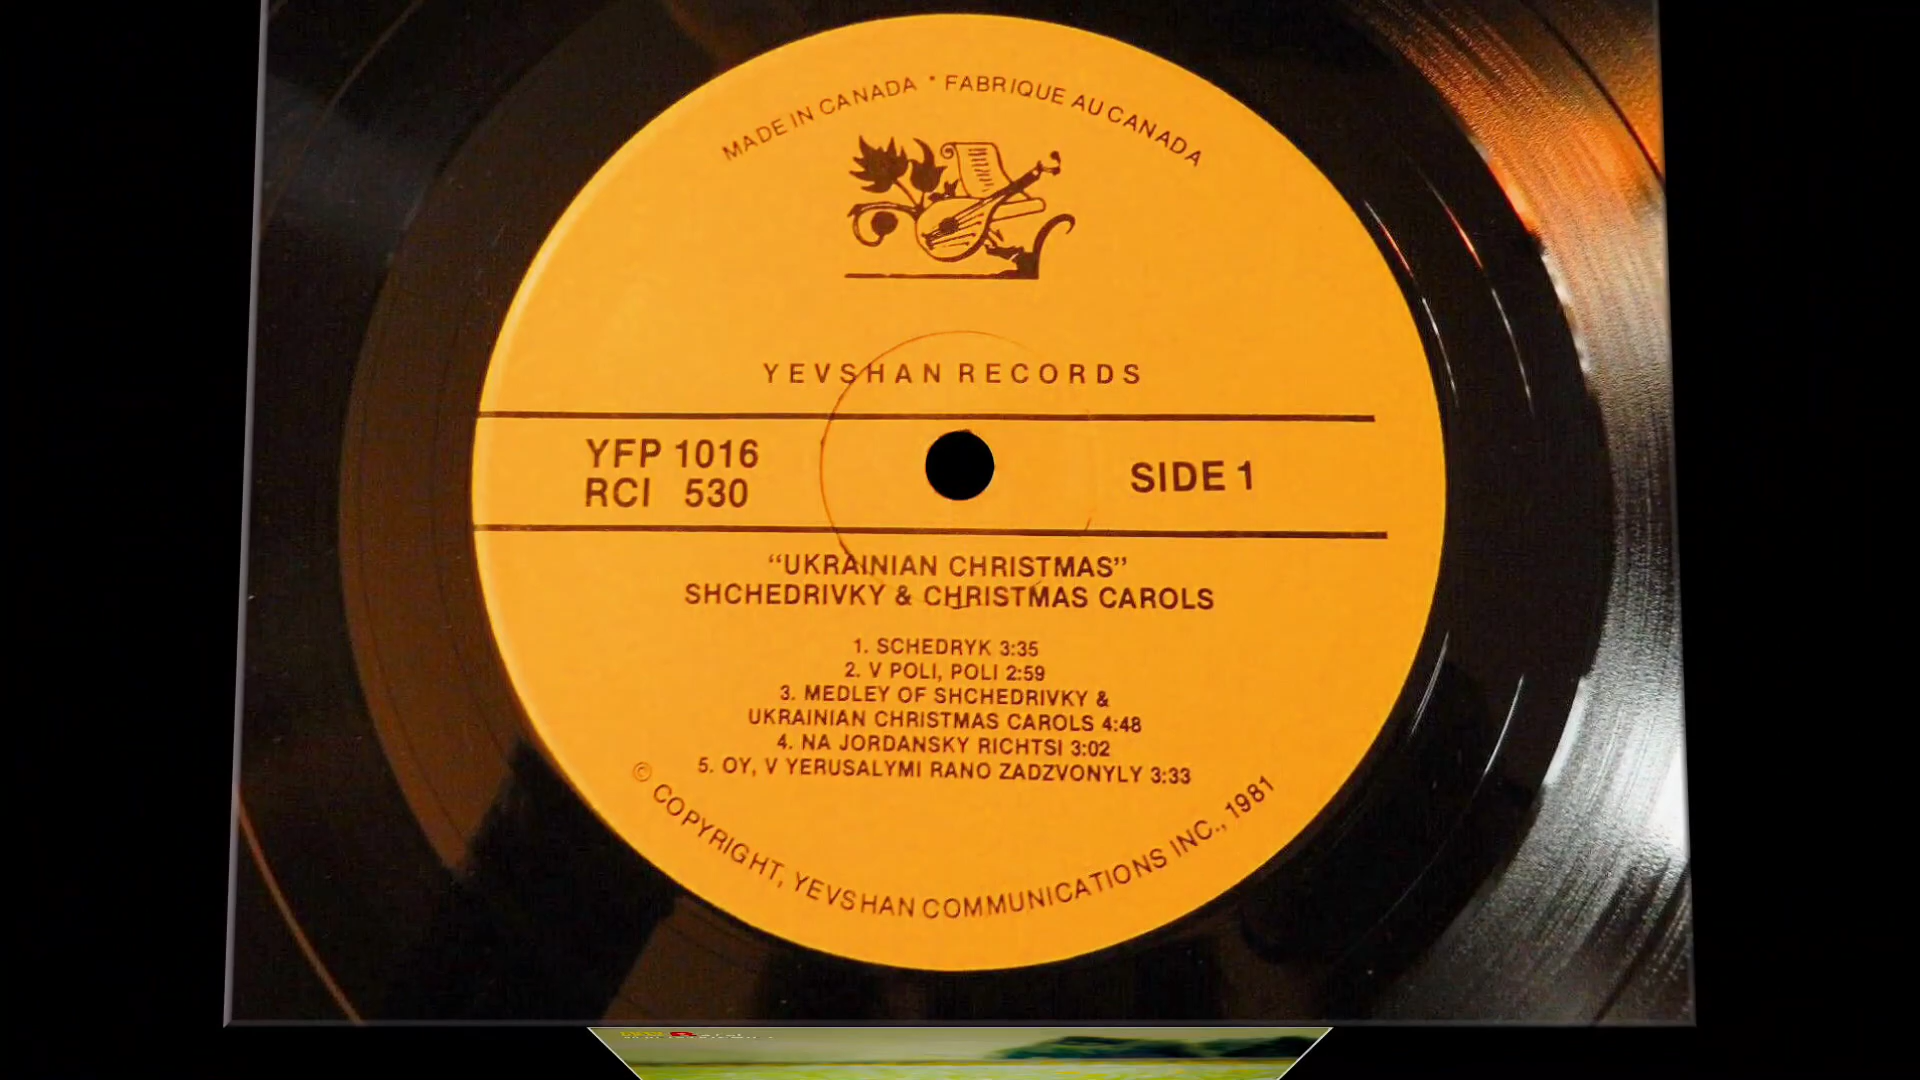 MADE IN CANADA * FABRIQUE AU CANADA
YEVSHAN RECORDS
YFP 1016
RCI 530
SIDE 1
“UKRAINIAN CHRISTMAS”
SHCHEDRIVKY & CHRISTMAS CAROLS
1. SCHEDRYK 3:35
2. V POLI, POLI 2:59
3. MEDLEY OF SHCHEDRIVKY &
UKRAINIAN CHRISTMAS CAROLS 4:48
4. NA JORDANSKY RICHTSI 3:02
5. OY, V YERUSALYMI RANO ZADZVONYLY 3:33
© COPYRIGHT, YEVSHAN COMMUNICATIONS INC., 1981